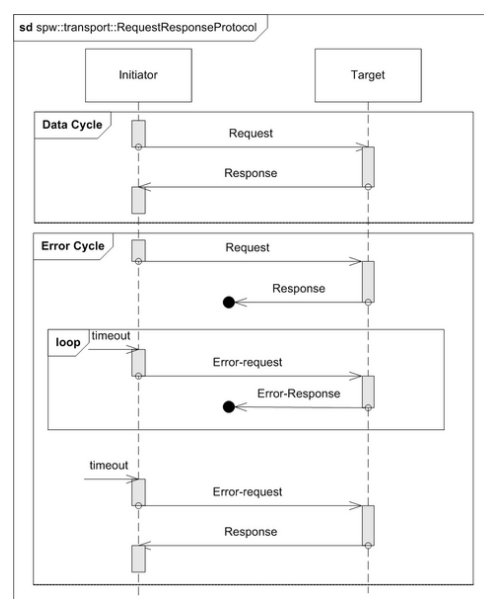 sd spw::transport::RequestResponseProtocol
Initiator
Target
Data Cycle
Request
Response
Error Cycle
Request
Response
loop
timeout
Error-request
Error-Response
timeout
Error-request
Response